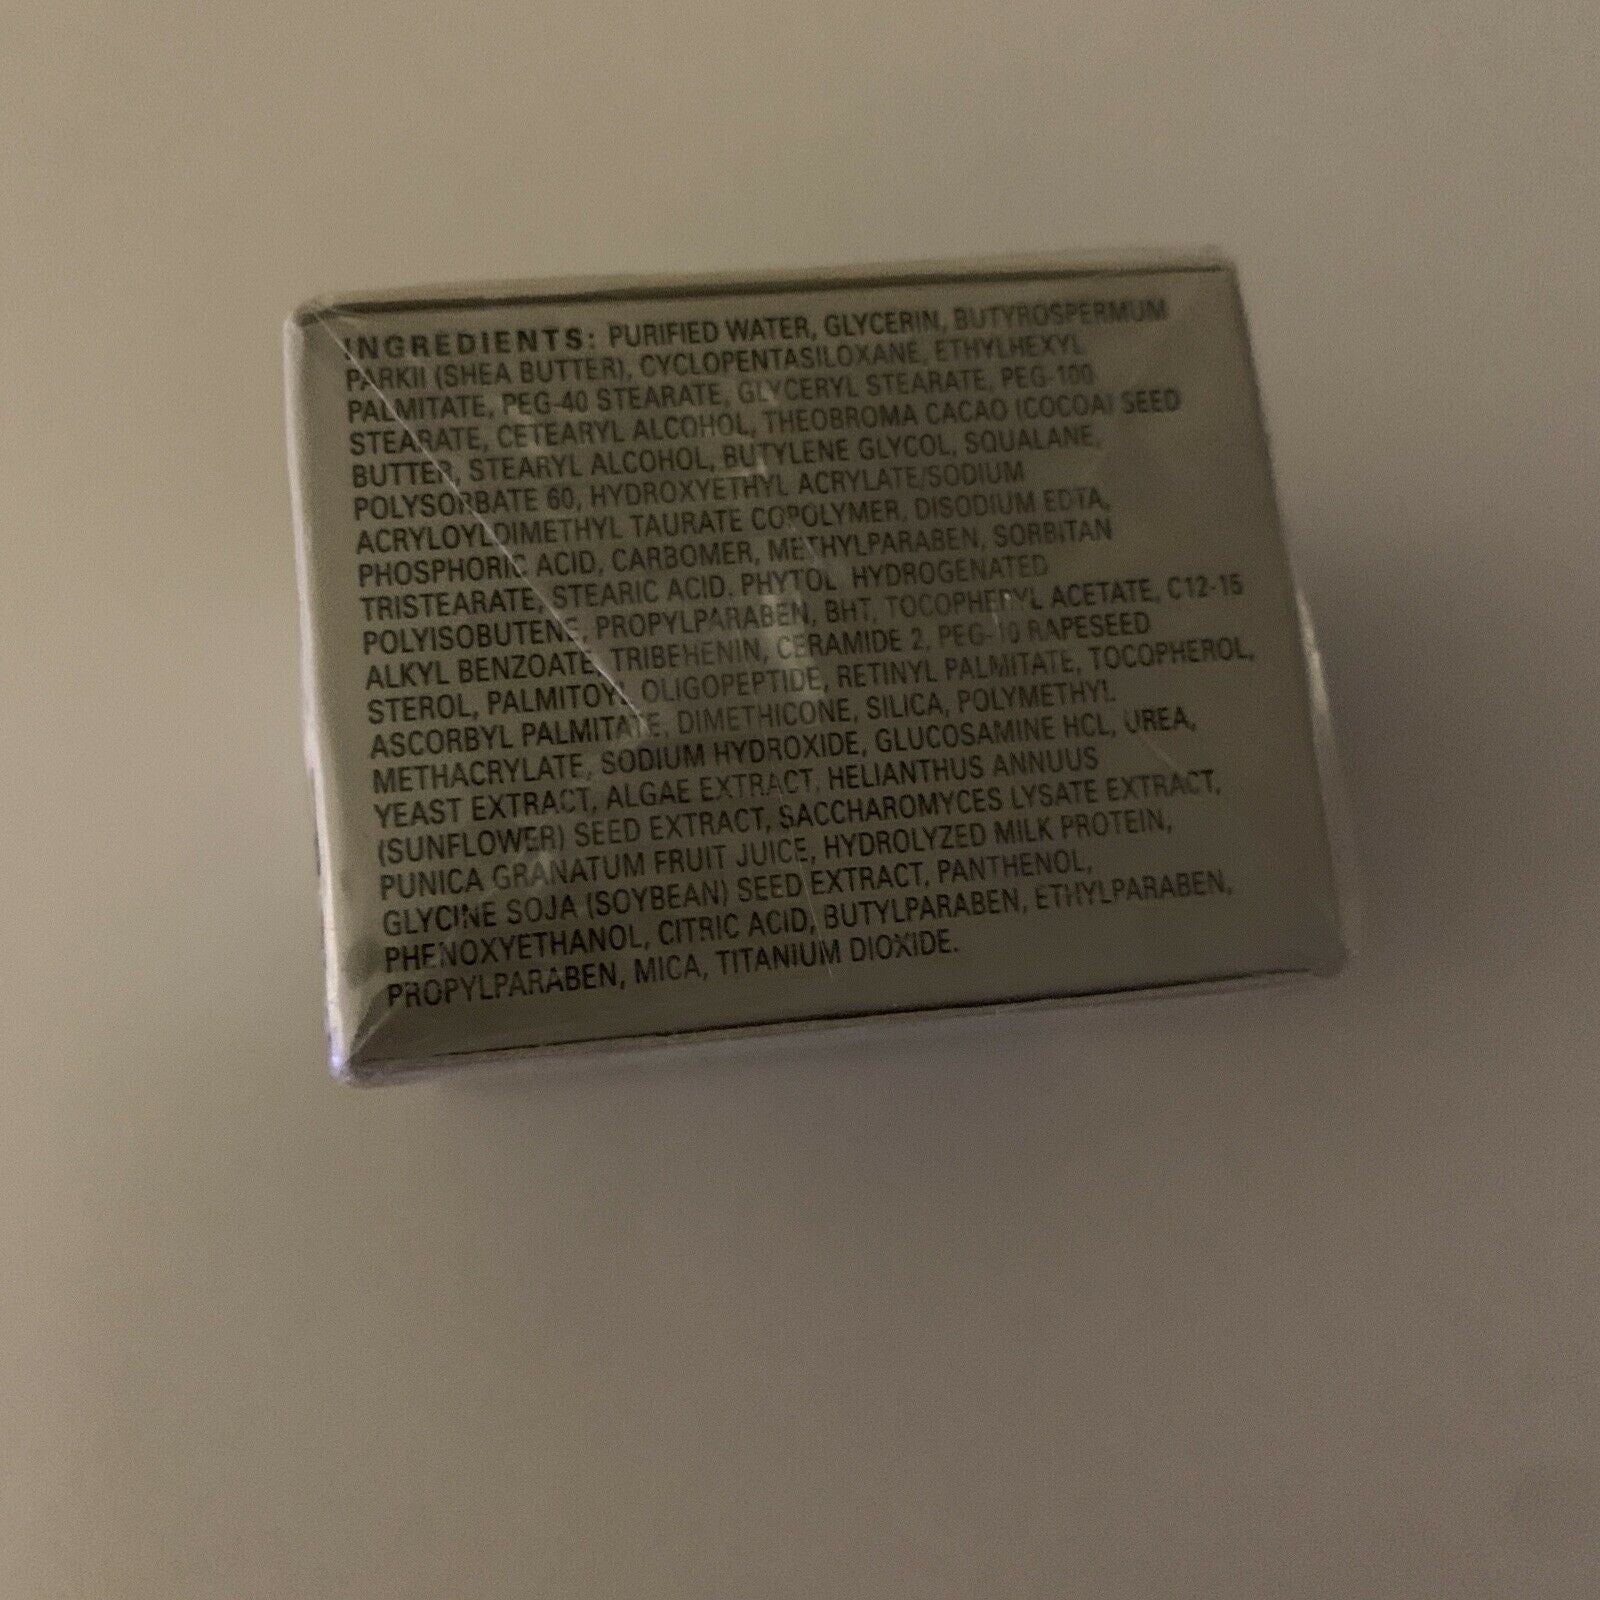 INGREDIENTS: PURIFIED WATER, GLYCERIN, BUTYROSPERMUM
PARKII (SHEA BUTTER), CYCLOPENTASILOXANE, ETHYLHEXYL
PALMITATE, PEG-40 STEARATE, GLYCERYL STEARATE, PEG-100
STEARATE, CETEARYL ALCOHOL, THEOBROMA CACAO (COCOA) SEED
BUTTER, STEARYL ALCOHOL, BUTYLENE GLYCOL, SQUALANE,
POLYSORBATE 60, HYDROXYETHYL ACRYLATE/SODIUM
ACRYLOYLDIMETHYL TAURATE COPOLYMER, DISODIUM EDTA,
PHOSPHORIC ACID, CARBOMER, METHYLPARABEN, SORBITAN
TRISTEARATE, STEARIC ACID. PHYTOL HYDROGENATED
POLYISOBUTENE, PROPYLPARABEN, BHT, TOCOPHERYL ACETATE, C12-15
ALKYL BENZOATE, TRIBEHENIN, CERAMIDE 2, PEG-10 RAPESEED
STEROL, PALMITOYL OLIGOPEPTIDE, RETINYL PALMITATE, TOCOPHEROL,
ASCORBYL PALMITATE, DIMETHICONE, SILICA, POLYMETHYL
METHACRYLATE, SODIUM HYDROXIDE, GLUCOSAMINE HCL, UREA,
YEAST EXTRACT, ALGAE EXTRACT, HELIANTHUS ANNUUS
(SUNFLOWER) SEED EXTRACT, SACCHAROMYCES LYSATE EXTRACT,
PUNICA GRANATUM FRUIT JUICE, HYDROLYZED MILK PROTEIN,
GLYCINE SOJA (SOYBEAN) SEED EXTRACT, PANTHENOL,
PHENOXYETHANOL, CITRIC ACID, BUTYLPARABEN, ETHYLPARABEN,
PROPYLPARABEN, MICA, TITANIUM DIOXIDE.